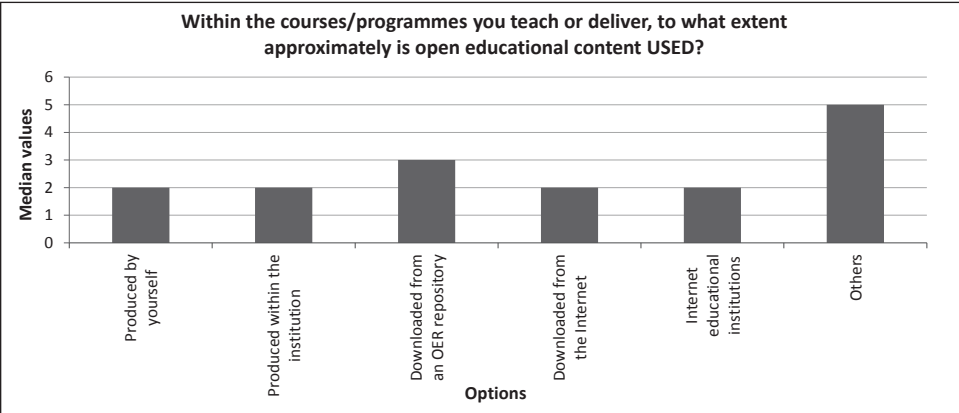 Within the courses/programmes you teach or deliver, to what extent
approximately is open educational content USED?
6
5
4
3
2
1
0
Median values
Produced by
yourself
Produced within the
institution
Downloaded from
an OER repository
Downloaded from
the Internet
Internet
educational
institutions
Others
Options